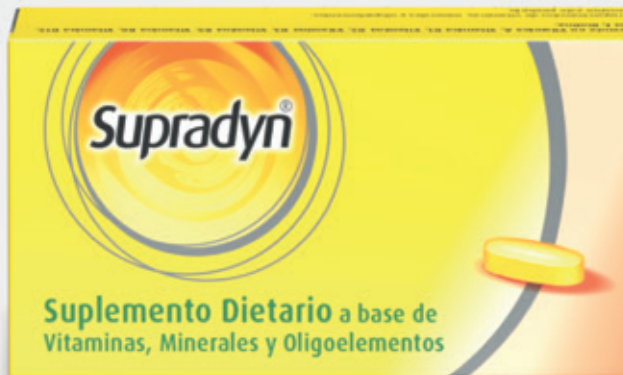 Supradyn®
Suplemento Dietario a base de
Vitaminas, Minerales y Oligoelementos